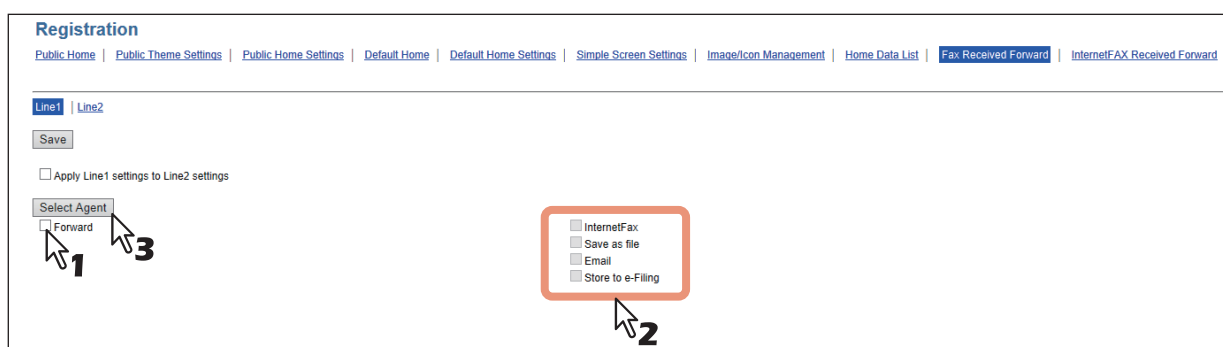 Registration
Public Home | Public Theme Settings | Public Home Settings | Default Home | Default Home Settings | Simple Screen Settings | Image/Icon Management | Home Data List | Fax Received Forward | InternetFAX Received Forward
Line1 | Line2
Save
Apply Line1 settings to Line2 settings
Select Agent
Forward
1
3
InternetFax
Save as file
Email
Store to e-Filing
2